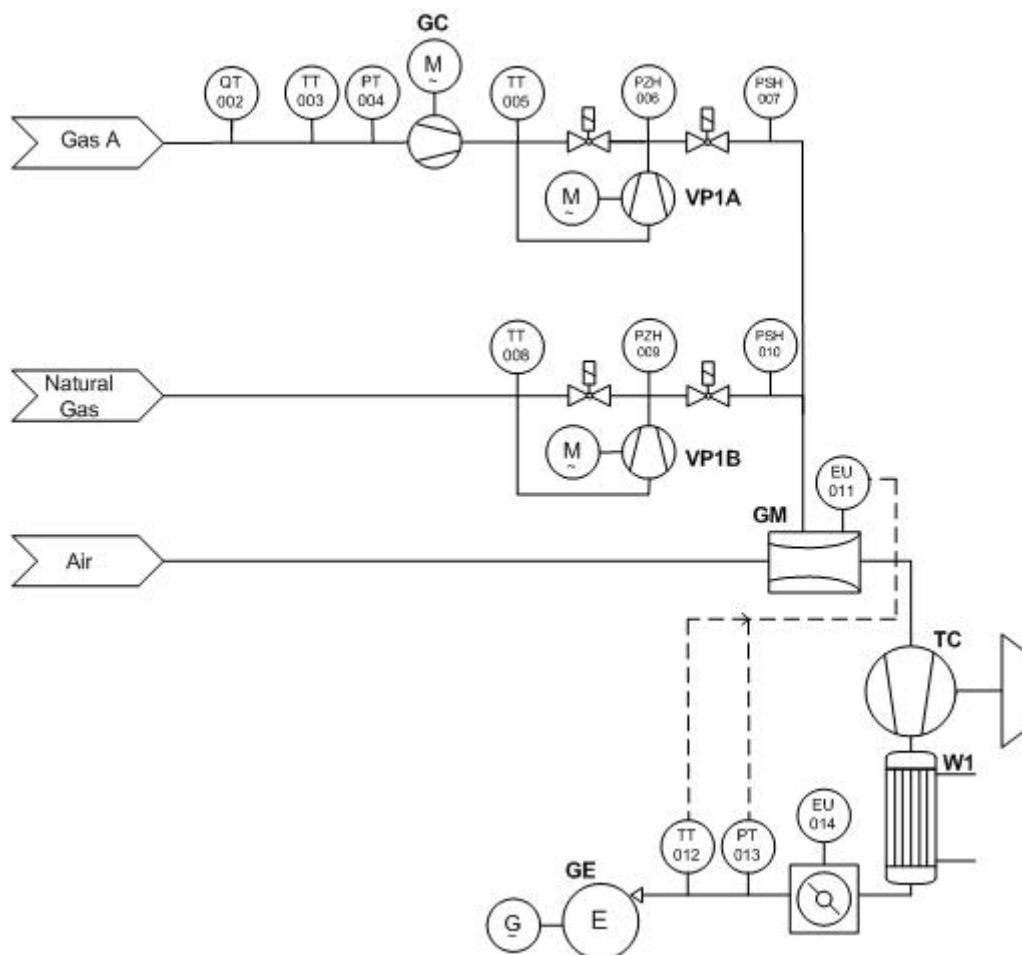 GC
M
~
QT
002
TT
003
PT
004
TT
005
PZH
006
PSH
007
Gas A
M
~
VP1A
TT
008
PZH
009
PSH
010
Natural
Gas
M
~
VP1B
EU
011
GM
Air
TC
W1
EU
014
TT
012
PT
013
GE
G
~
E